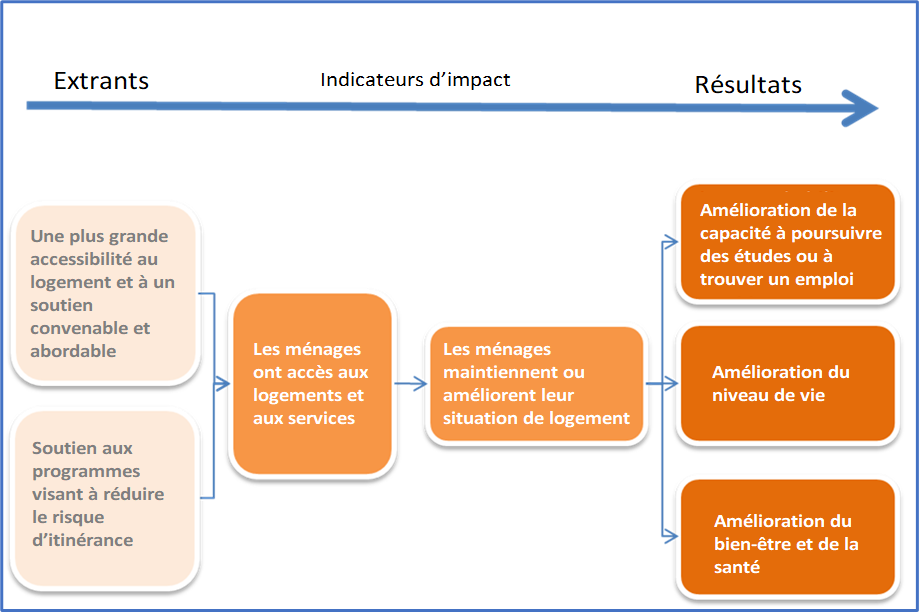 Extrants
Indicateurs d’impact
Résultats
Une plus grande
accessibilité au
logement et à un
soutien
convenable et
abordable
Soutien aux
programmes
visant à réduire
le risque
d’itinérance
Les ménages
ont accès aux
logements et
aux services
Les ménages
maintiennent ou
améliorent leur
situation de logement
Amélioration de la
capacité à poursuivre
des études ou à
trouver un emploi
Amélioration du
niveau de vie
Amélioration du
bien-être et de la
santé